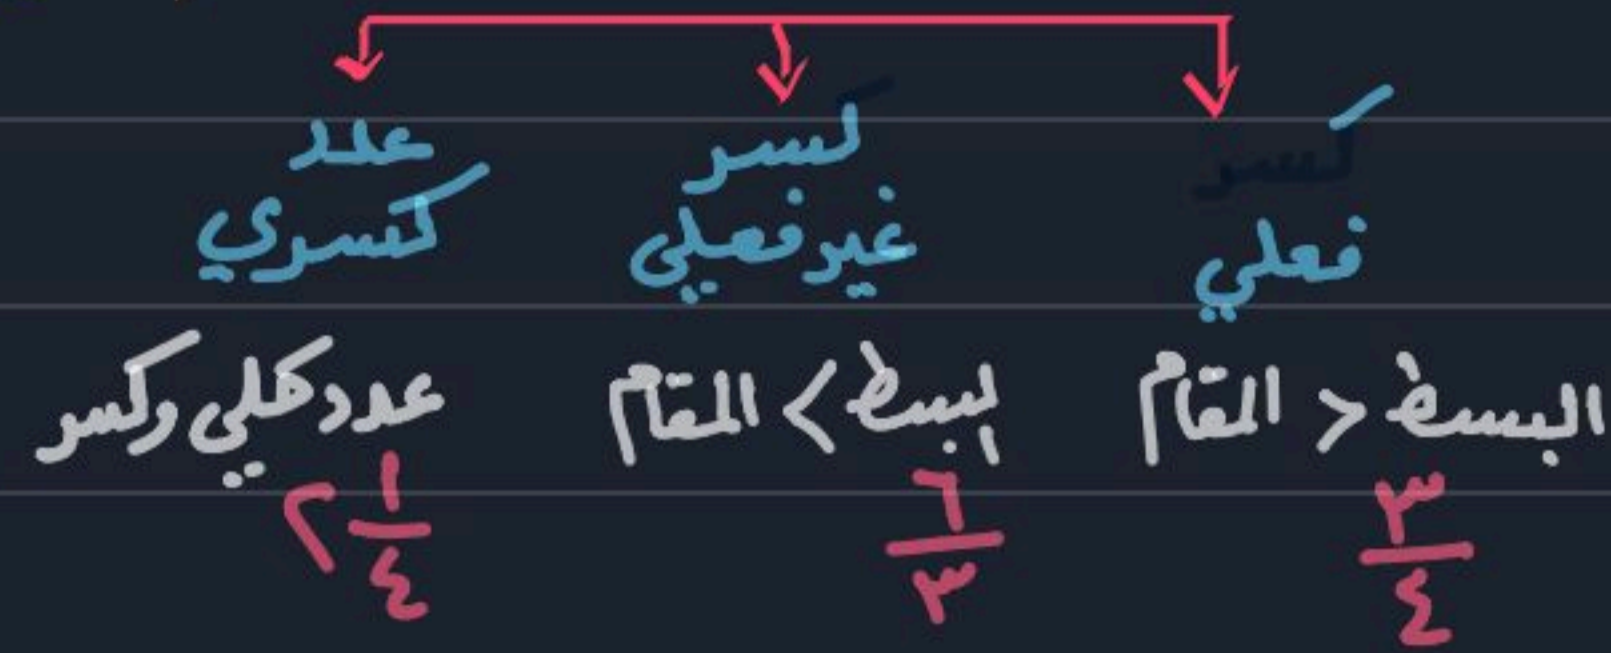 كسر
فعلي
البسط > المقام
٣
٤
كسر
غير فعلي
لبسط < المقام
٦
٣
عدد
كسري
عدد كلي وكسر
٢ ١
٤